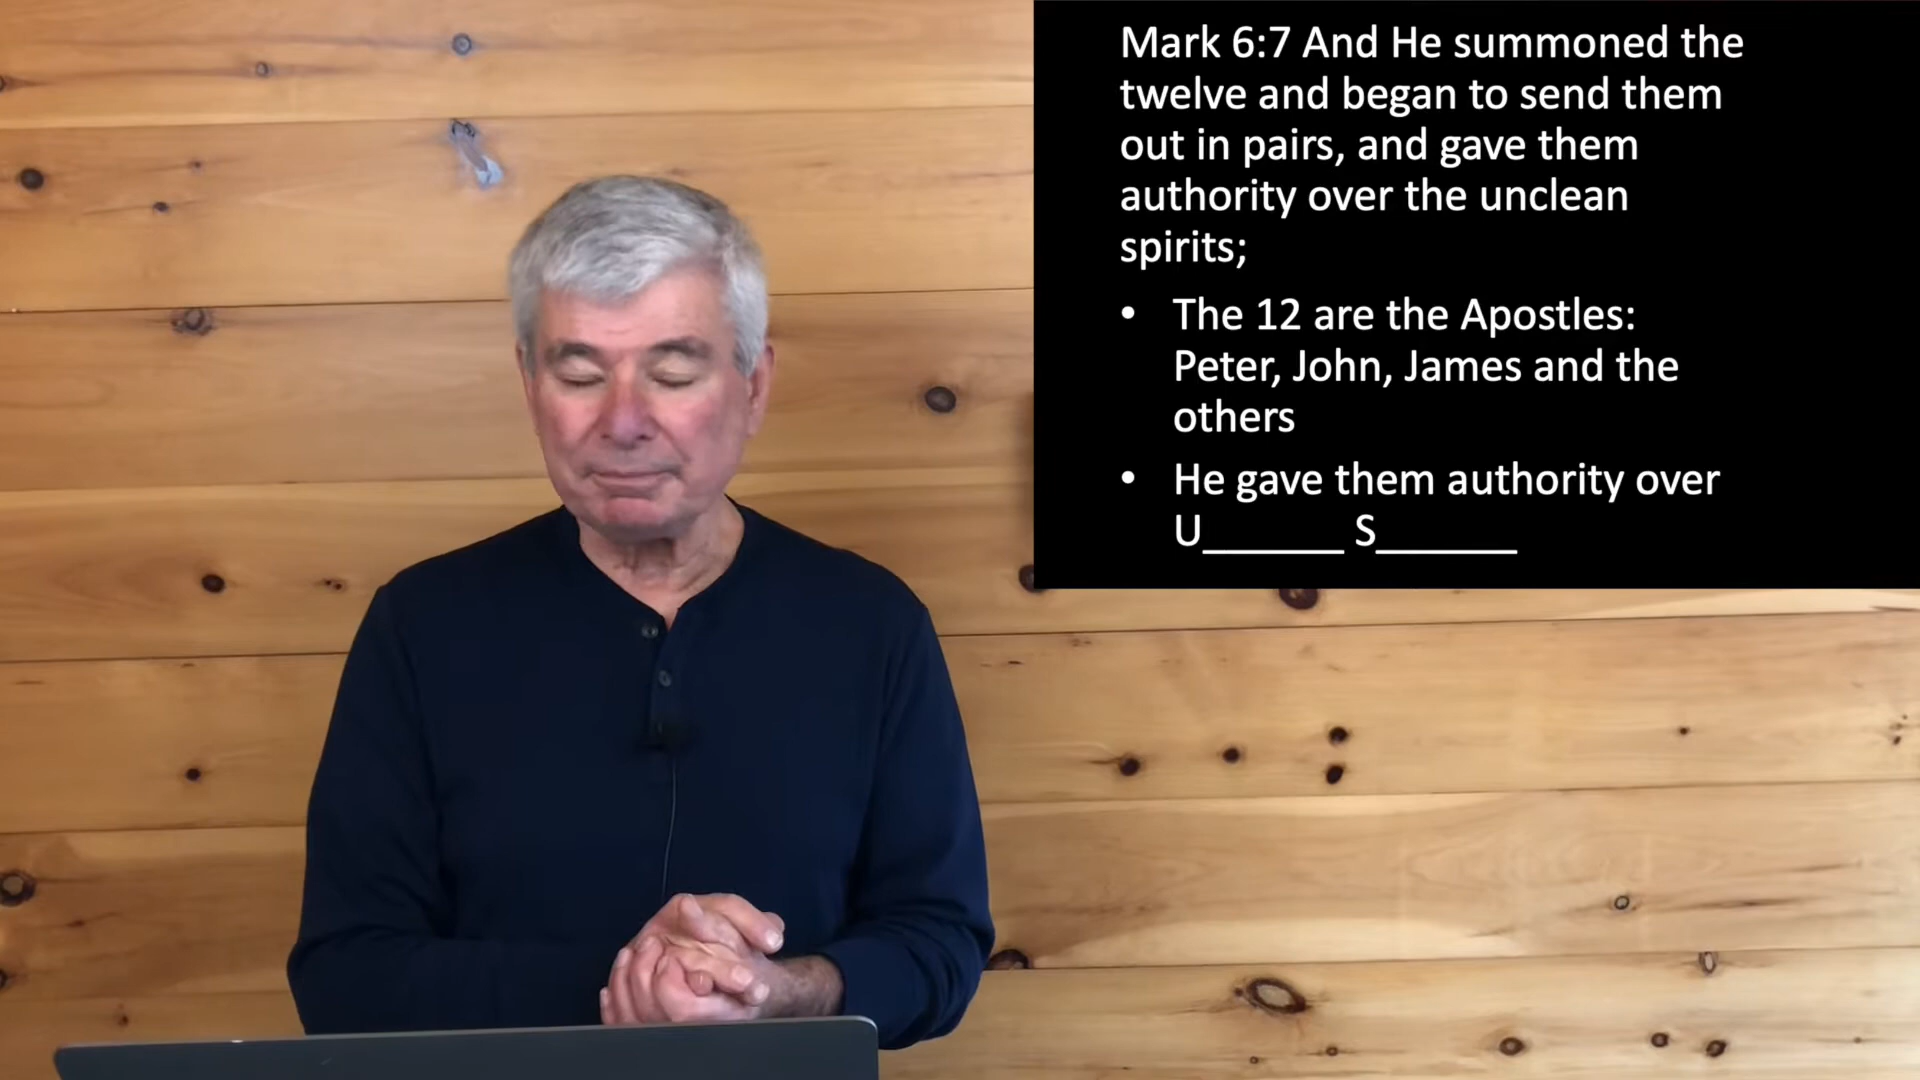 Mark 6:7 And He summoned the
twelve and began to send them
out in pairs, and gave them
authority over the unclean
spirits;
• The 12 are the Apostles:
Peter, John, James and the
others
• He gave them authority over
U______ S______